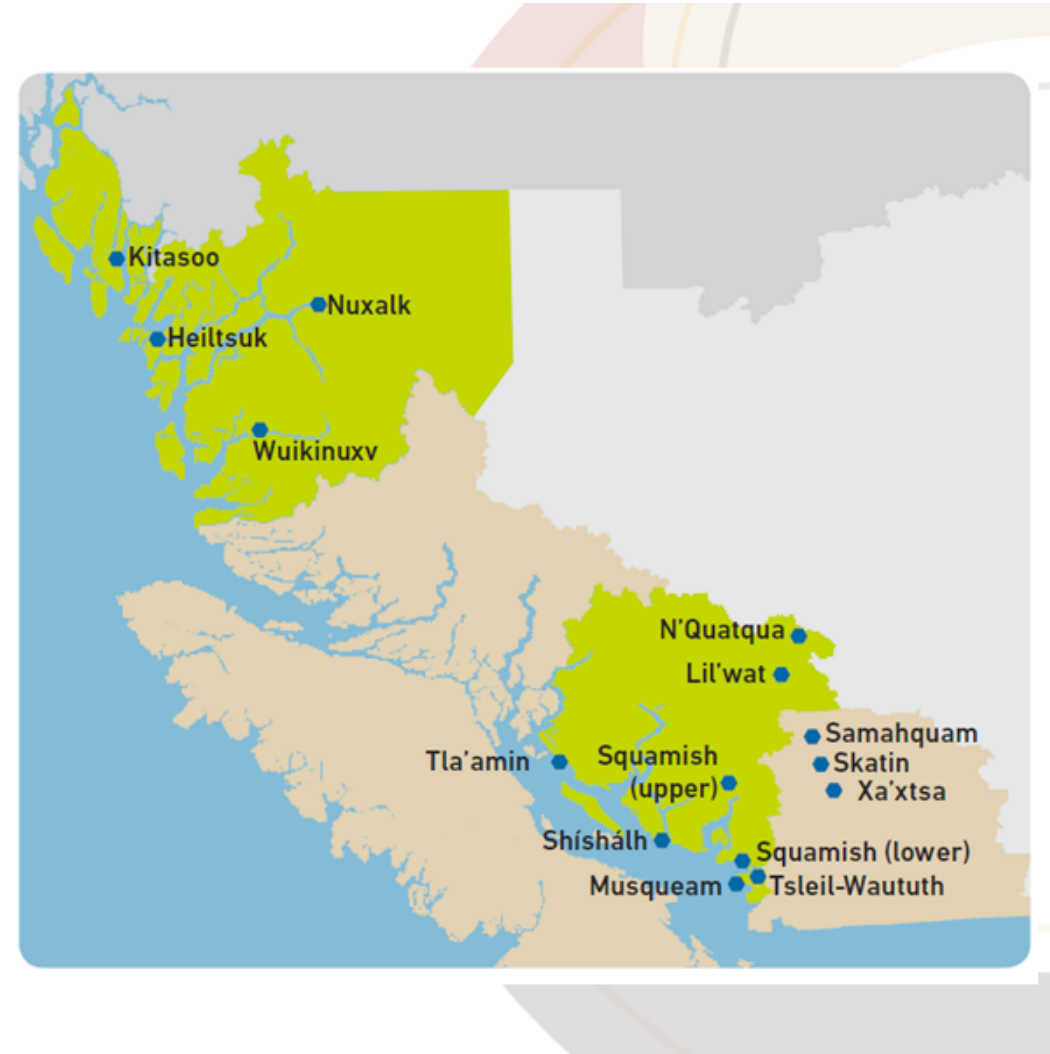 Kitasoo
Nuxalk
Heiltsuk
Wuikinuxv
N'Quatqua
Lil'wat
Samahquam
Tla'amin
Squamish
(upper)
Skatin
Xa'xtsa
Shíshálh
Squamish (lower)
Musqueam
Tsleil-Waututh